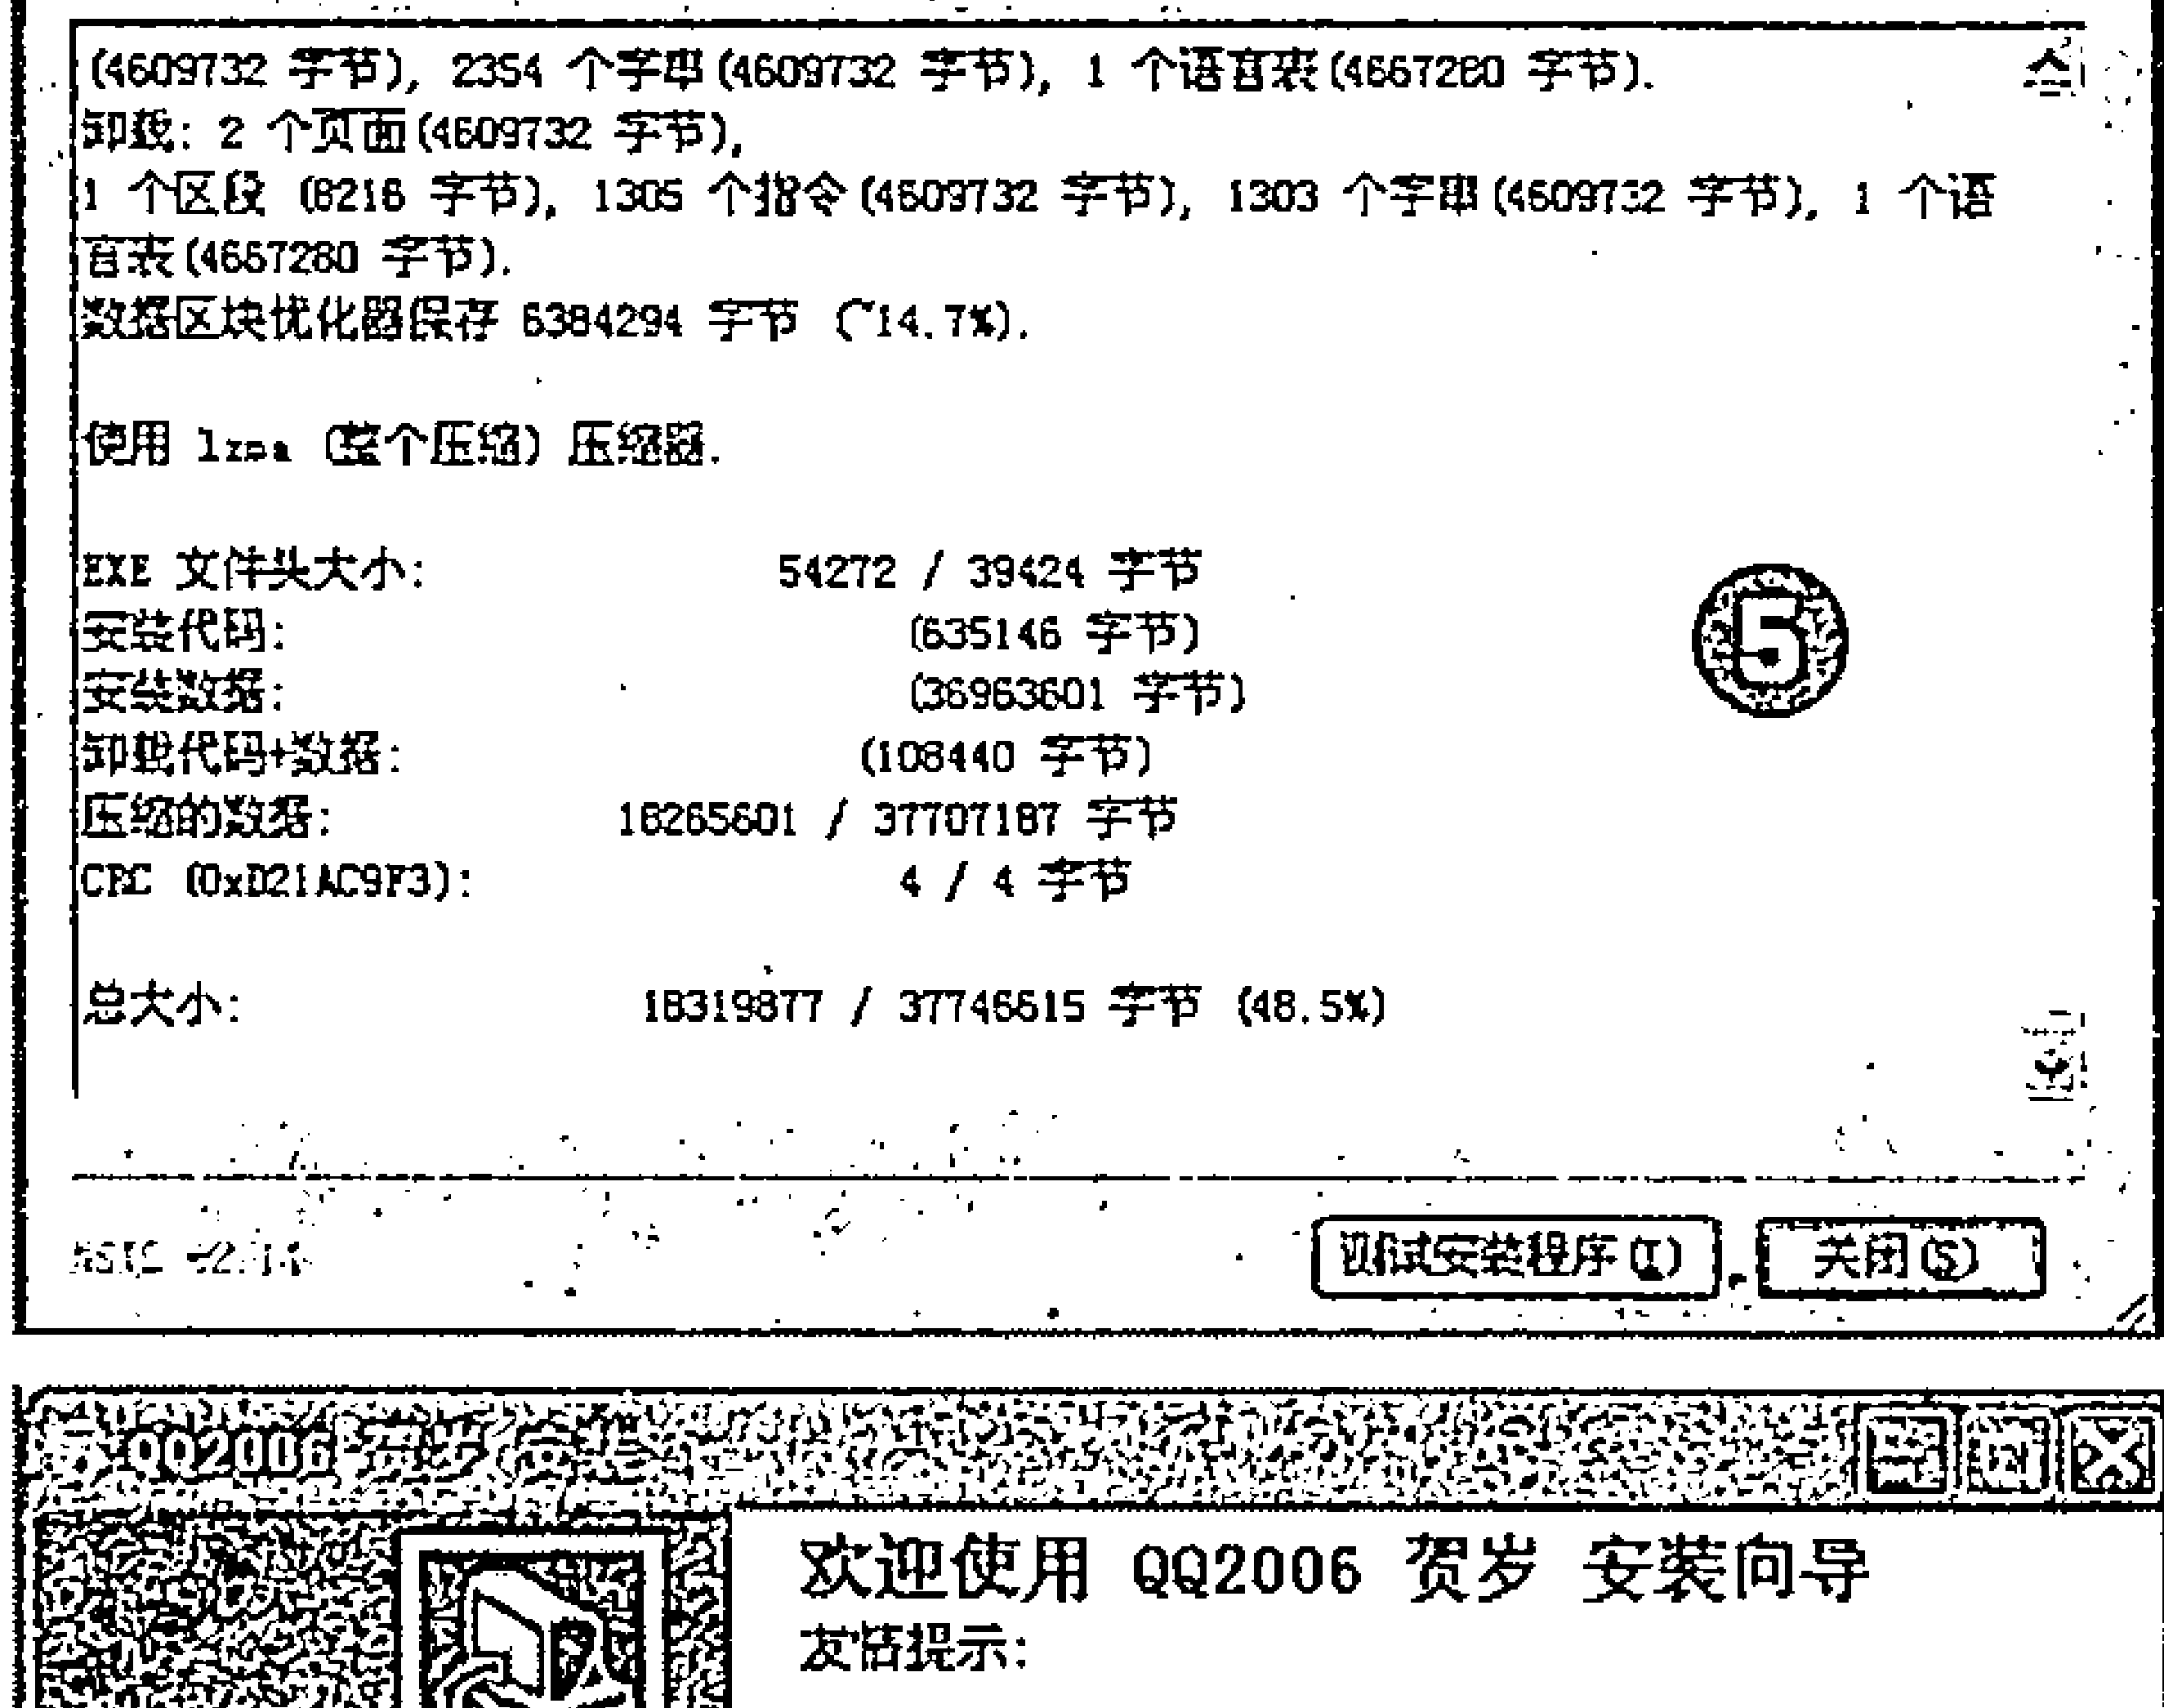 (4609732 字节), 2354 个字串(4609732 字节), 1 个语言表(4667280 字节).
卸载: 2 个页面(4609732 字节),
1 个区段 (8216 字节), 1305 个指令(4609732 字节), 1303 个字串(4609732 字节), 1 个语
言表(4667280 字节).
数据区块优化器保存 6384294 字节 (~14.7%).
使用 lzma (整个压缩) 压缩器.
EXE 文件头大小: 54272 / 39424 字节
安装代码: (635146 字节)
安装数据: (36963601 字节)
卸载代码+数据: (108440 字节)
压缩的数据: 18265601 / 37707187 字节
CRC (0xD21AC9F3): 4 / 4 字节
总大小: 18319877 / 37746615 字节 (48.5%)
5
测试安装程序(T) 关闭(S)
QQ2006 贺岁 安装
欢迎使用 QQ2006 贺岁 安装向导
友情提示: